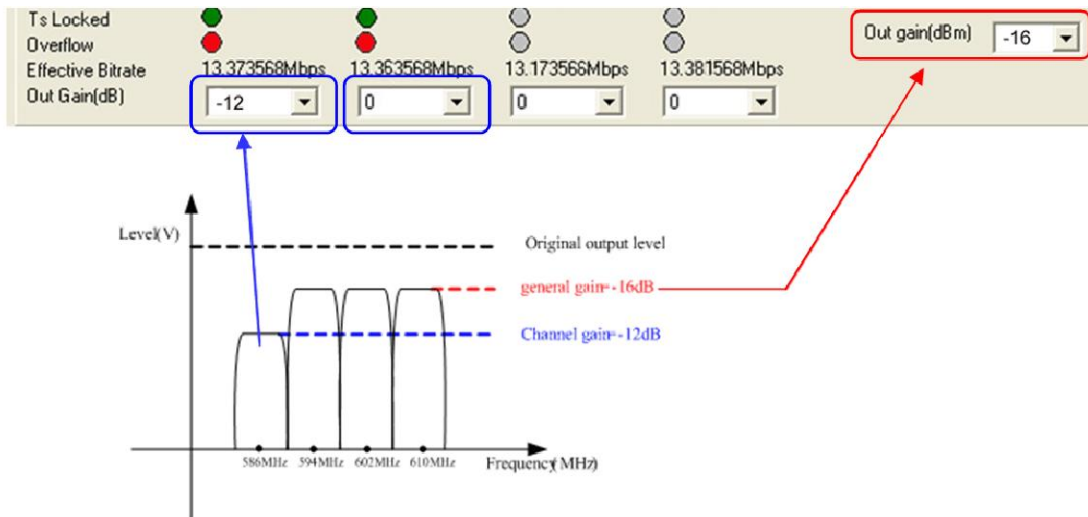 Ts Locked
Overflow
Out gain(dBm) -16
Effective Bitrate 13.373568Mbps 13.363568Mbps 13.173566Mbps 13.381568Mbps
Out Gain(dB) -12 0 0 0
Level(V)
Original output level
general gain=-16dB
Channel gain=-12dB
586MHz 594MHz 602MHz 610MHz
Frequency(MHz)